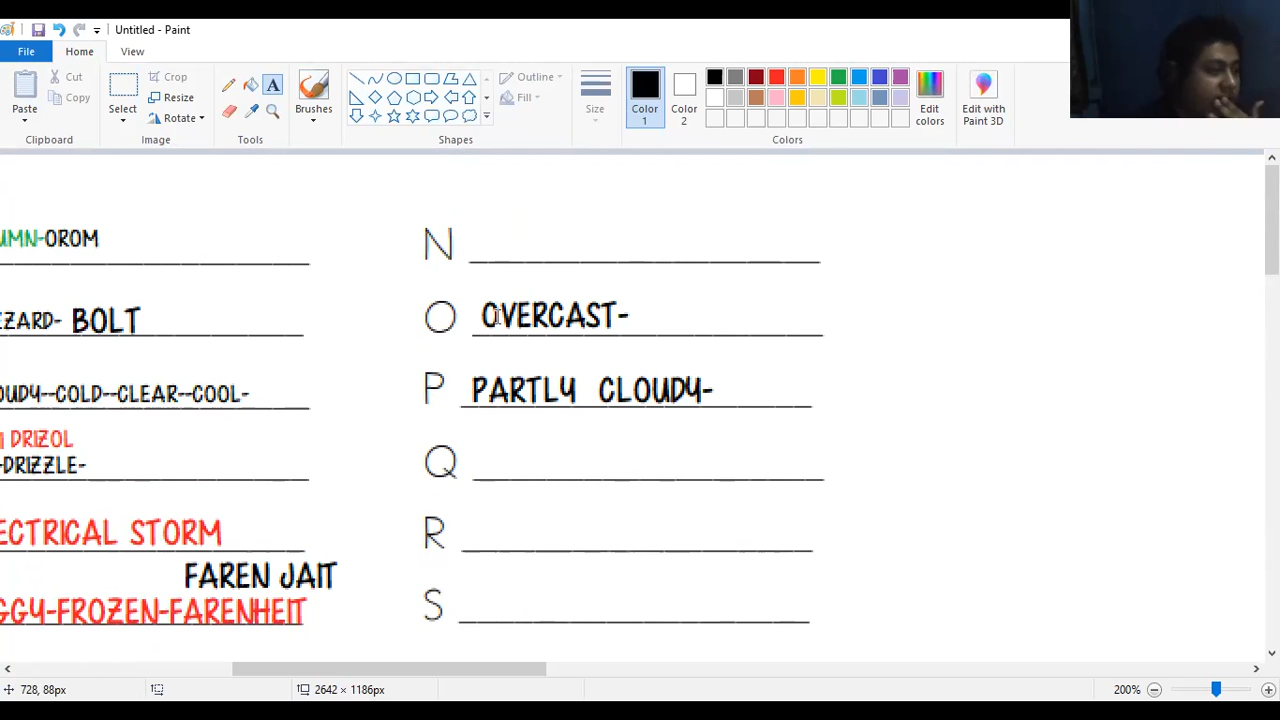 Untitled - Paint
File Home View
Paste
Cut
Copy
Clipboard
Select
Crop
Resize
Rotate
Image
Tools
Brushes
Shapes
Outline
Fill
Size
Color 1
Color 2
Colors
Edit colors
Edit with Paint 3D
UMN-OROM
EZARD- BOLT
OUDY--COLD--CLEAR--COOL-
DRIZOL
-DRIZZLE-
ECTRICAL STORM
FAREN JAIT
GGY-FROZEN-FARENHEIT
N
O OVERCAST-
P PARTLY CLOUDY-
Q
R
S
728, 88px
2642 × 1186px
200%